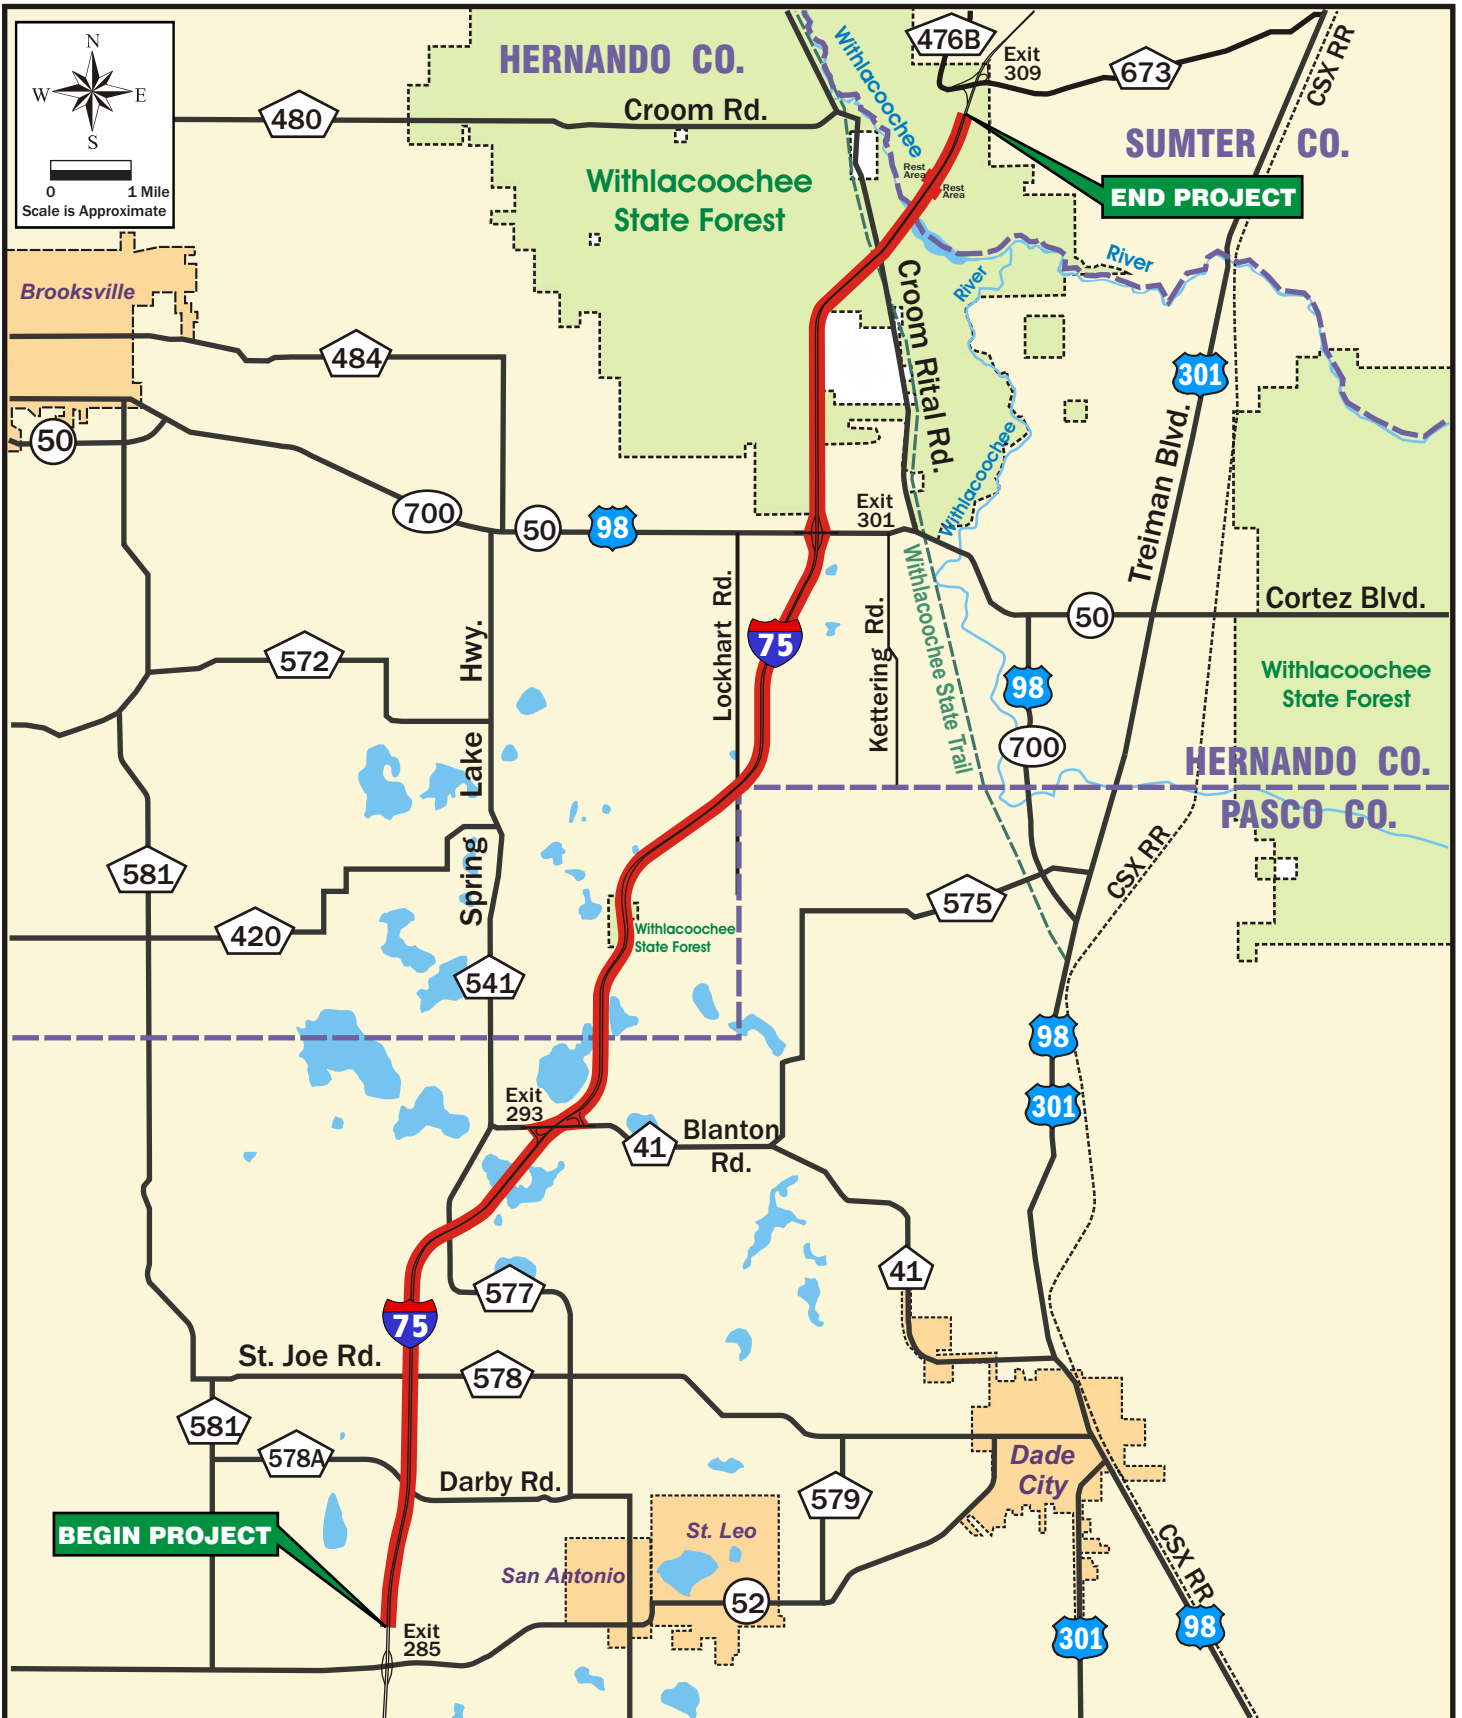 N
W
E
S
0
1 Mile
Scale is Approximate
HERNANDO CO.
476B
Exit
309
673
CSX RR
480
Croom Rd.
Withlacoochee
SUMTER CO.
Rest
Area
Rest
Area
Withlacoochee
State Forest
END PROJECT
River
River
Brooksville
484
Croom Rital Rd.
301
Treiman Blvd.
50
Withlacoochee
700
50
98
Exit
301
Lockhart Rd.
Kettering Rd.
Withlacoochee State Trail
50
Cortez Blvd.
75
572
Spring Lake Hwy.
98
Withlacoochee
State Forest
700
HERNANDO CO.
PASCO CO.
581
CSX RR
575
420
Withlacoochee
State Forest
541
98
301
Exit
293
41
Blanton
Rd.
41
577
75
St. Joe Rd.
578
581
578A
Darby Rd.
579
Dade
City
BEGIN PROJECT
St. Leo
San Antonio
52
CSX RR
Exit
285
301
98